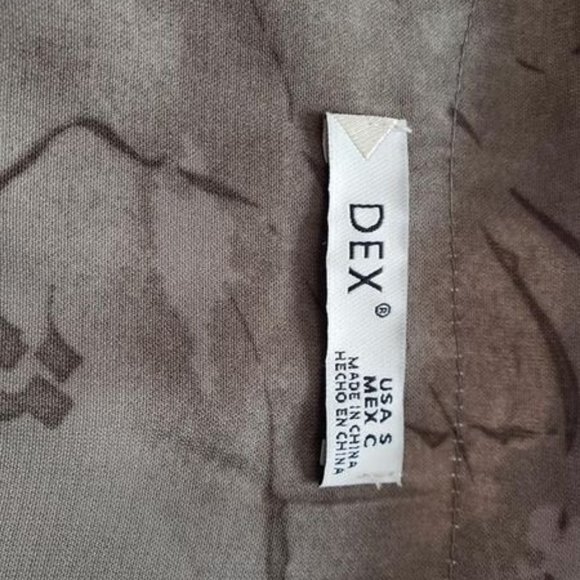 DEX®
USA S
MEX C
MADE IN CHINA
HECHO EN CHINA